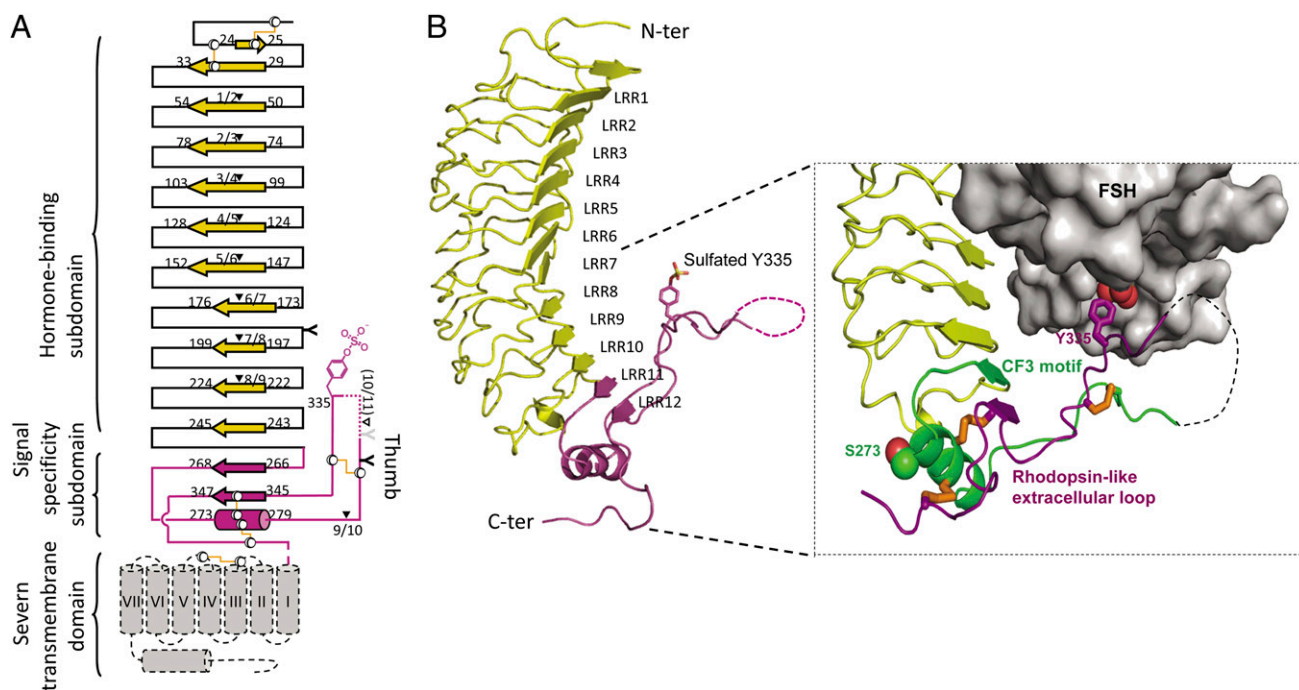 A
Hormone-binding
subdomain
Signal
specificity
subdomain
Severn
transmembrane
domain
24 25
33 29
54 1/2 50
78 2/3 74
103 3/4 99
128 4/5 124
152 5/6 147
176 6/7 173
199 7/8 197
224 8/9 222
245 243
268 266
347 345
273 279
335
(10/11)
Thumb
9/10
VII VI V IV III II I
O
S
O
O
O-
B
N-ter
LRR1
LRR2
LRR3
LRR4
LRR5
LRR6
LRR7
LRR8
LRR9
LRR10
LRR11
LRR12
Sulfated Y335
C-ter
FSH
Y335
CF3 motif
S273
Rhodopsin-like
extracellular loop